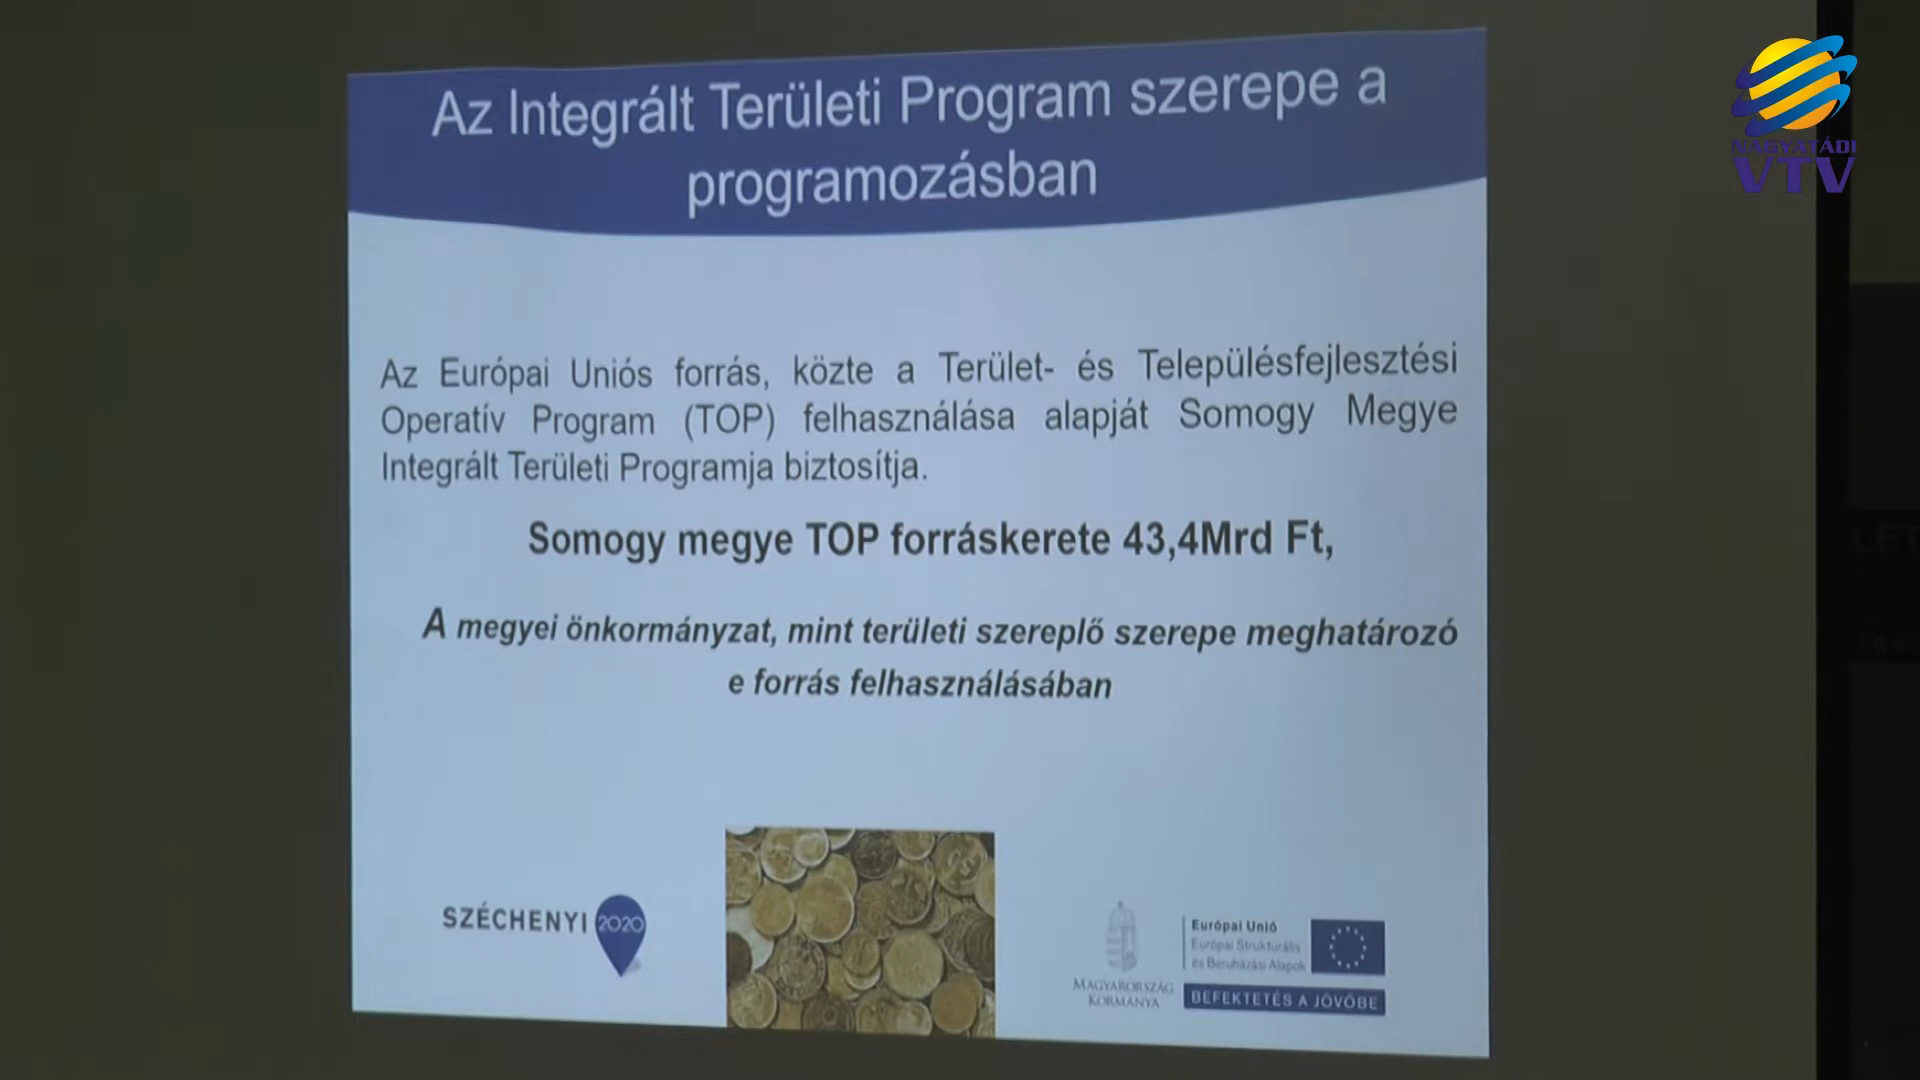 Az Integrált Területi Program szerepe a
programozásban
NAGYATÁDI
VTV
Az Európai Uniós forrás, közte a Terület- és Településfejlesztési
Operatív Program (TOP) felhasználása alapját Somogy Megye
Integrált Területi Programja biztosítja.
Somogy megye TOP forráskerete 43,4Mrd Ft,
A megyei önkormányzat, mint területi szereplő szerepe meghatározó
e forrás felhasználásában
SZÉCHENYI 2020
MAGYARORSZÁG
KORMÁNYA
Európai Unió
Európai Strukturális
és Beruházási Alapok
BEFEKTETÉS A JÖVŐBE